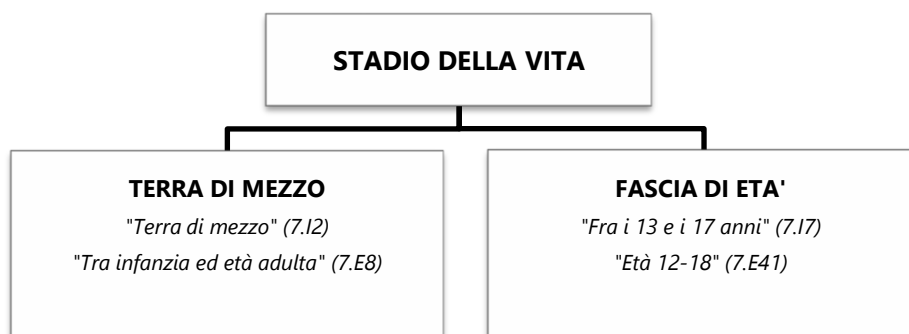 STADIO DELLA VITA
TERRA DI MEZZO
"Terra di mezzo" (7.I2)
"Tra infanzia ed età adulta" (7.E8)
FASCIA DI ETA'
"Fra i 13 e i 17 anni" (7.I7)
"Età 12-18" (7.E41)